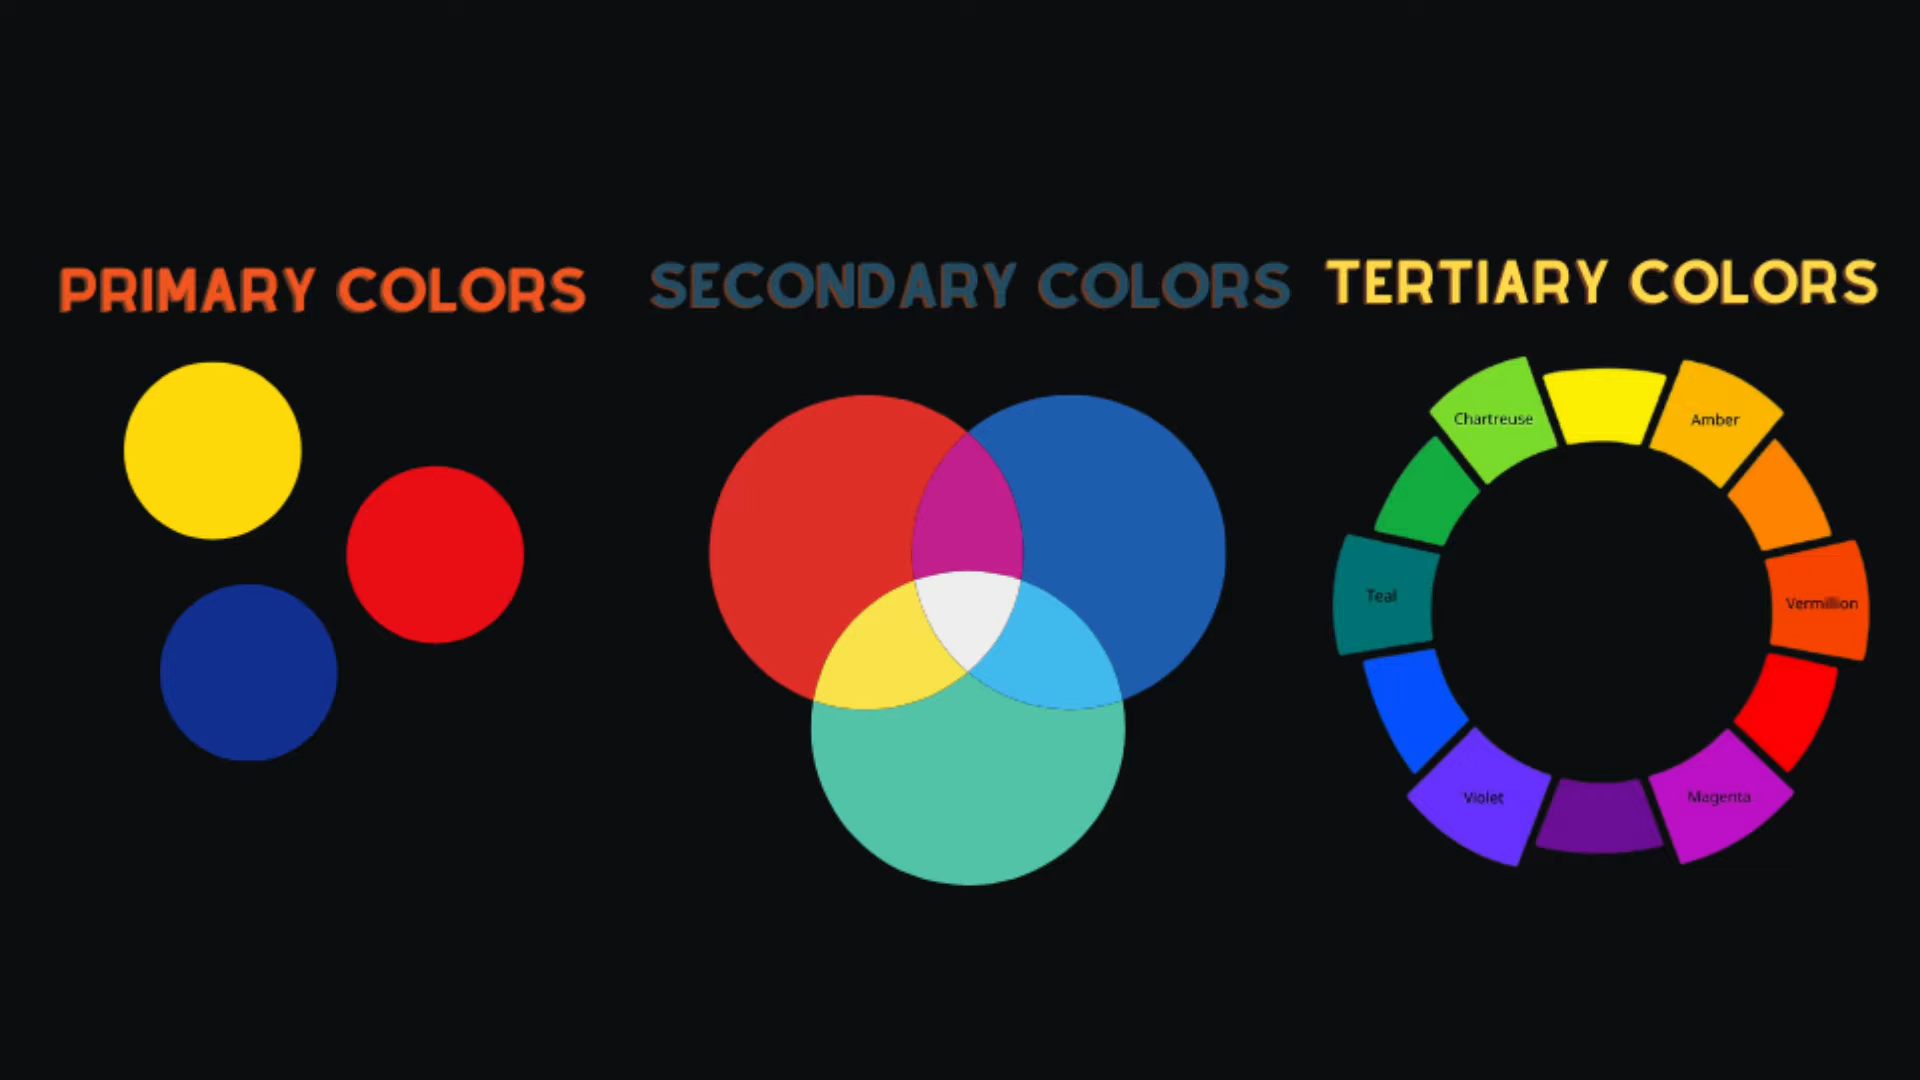 PRIMARY COLORS
SECONDARY COLORS
TERTIARY COLORS
Chartreuse
Amber
Teal
Vermillion
Violet
Magenta